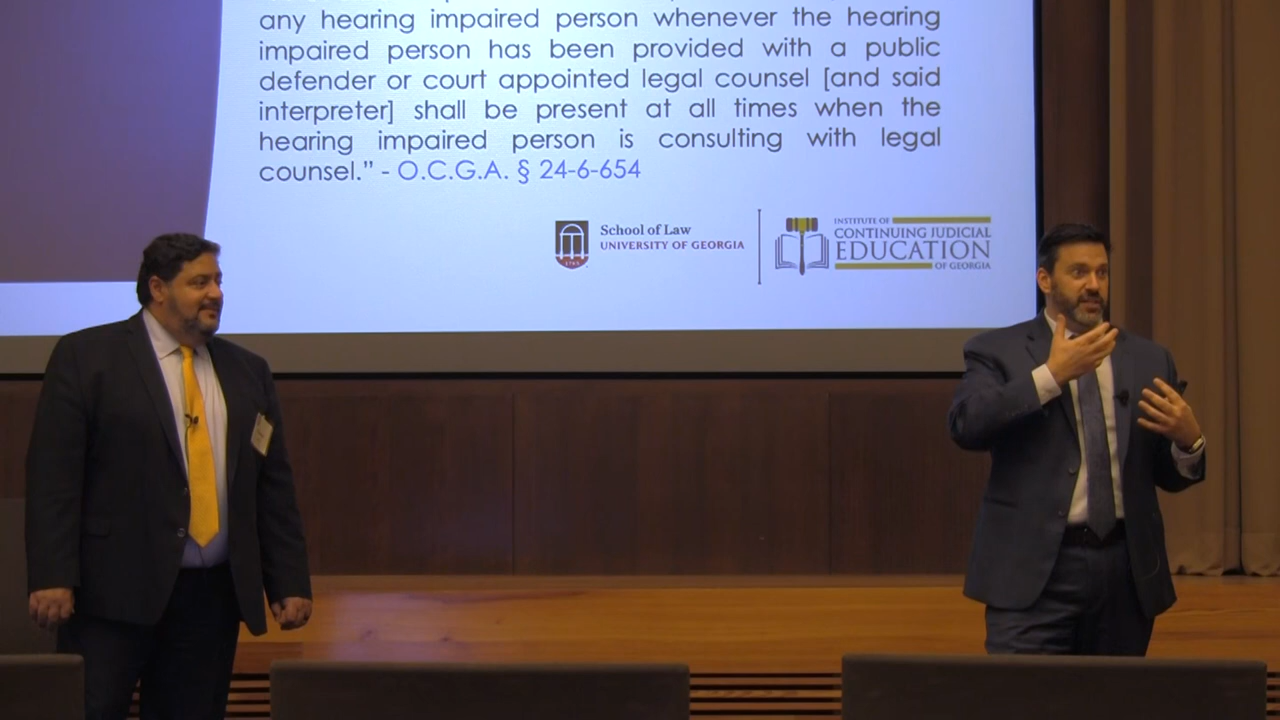 any hearing impaired person whenever the hearing
impaired person has been provided with a public
defender or court appointed legal counsel [and said
interpreter] shall be present at all times when the
hearing impaired person is consulting with legal
counsel.” - O.C.G.A. § 24-6-654
School of Law
UNIVERSITY OF GEORGIA
INSTITUTE OF
CONTINUING JUDICIAL
EDUCATION
OF GEORGIA